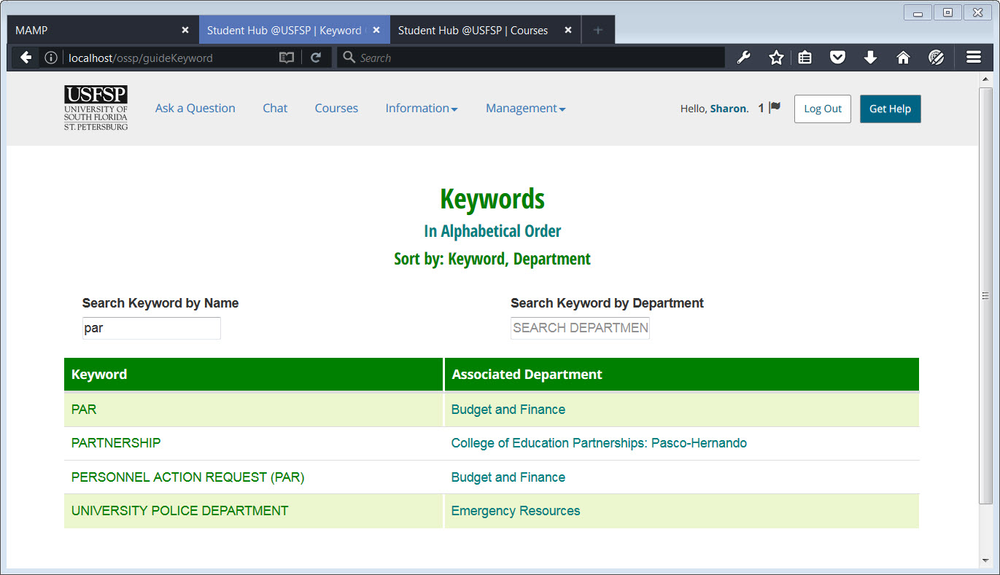 MAMP
Student Hub @USFSP | Keyword
Student Hub @USFSP | Courses
localhost/ossp/guideKeyword
Search
USFSP
UNIVERSITY OF
SOUTH FLORIDA
ST. PETERSBURG
Ask a Question Chat Courses Information Management
Hello, Sharon. 1 Log Out Get Help
Keywords
In Alphabetical Order
Sort by: Keyword, Department
Search Keyword by Name Search Keyword by Department
par SEARCH DEPARTMEN
Keyword Associated Department
PAR Budget and Finance
PARTNERSHIP College of Education Partnerships: Pasco-Hernando
PERSONNEL ACTION REQUEST (PAR) Budget and Finance
UNIVERSITY POLICE DEPARTMENT Emergency Resources